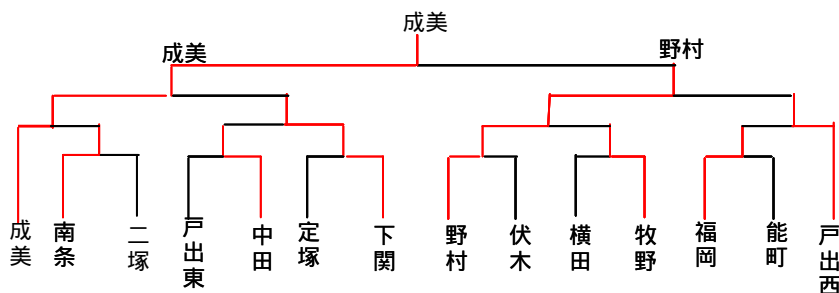 成美
成美
野村
成美
南条
二塚
戸出東
中田
定塚
下関
野村
伏木
横田
牧野
福岡
能町
戸出西